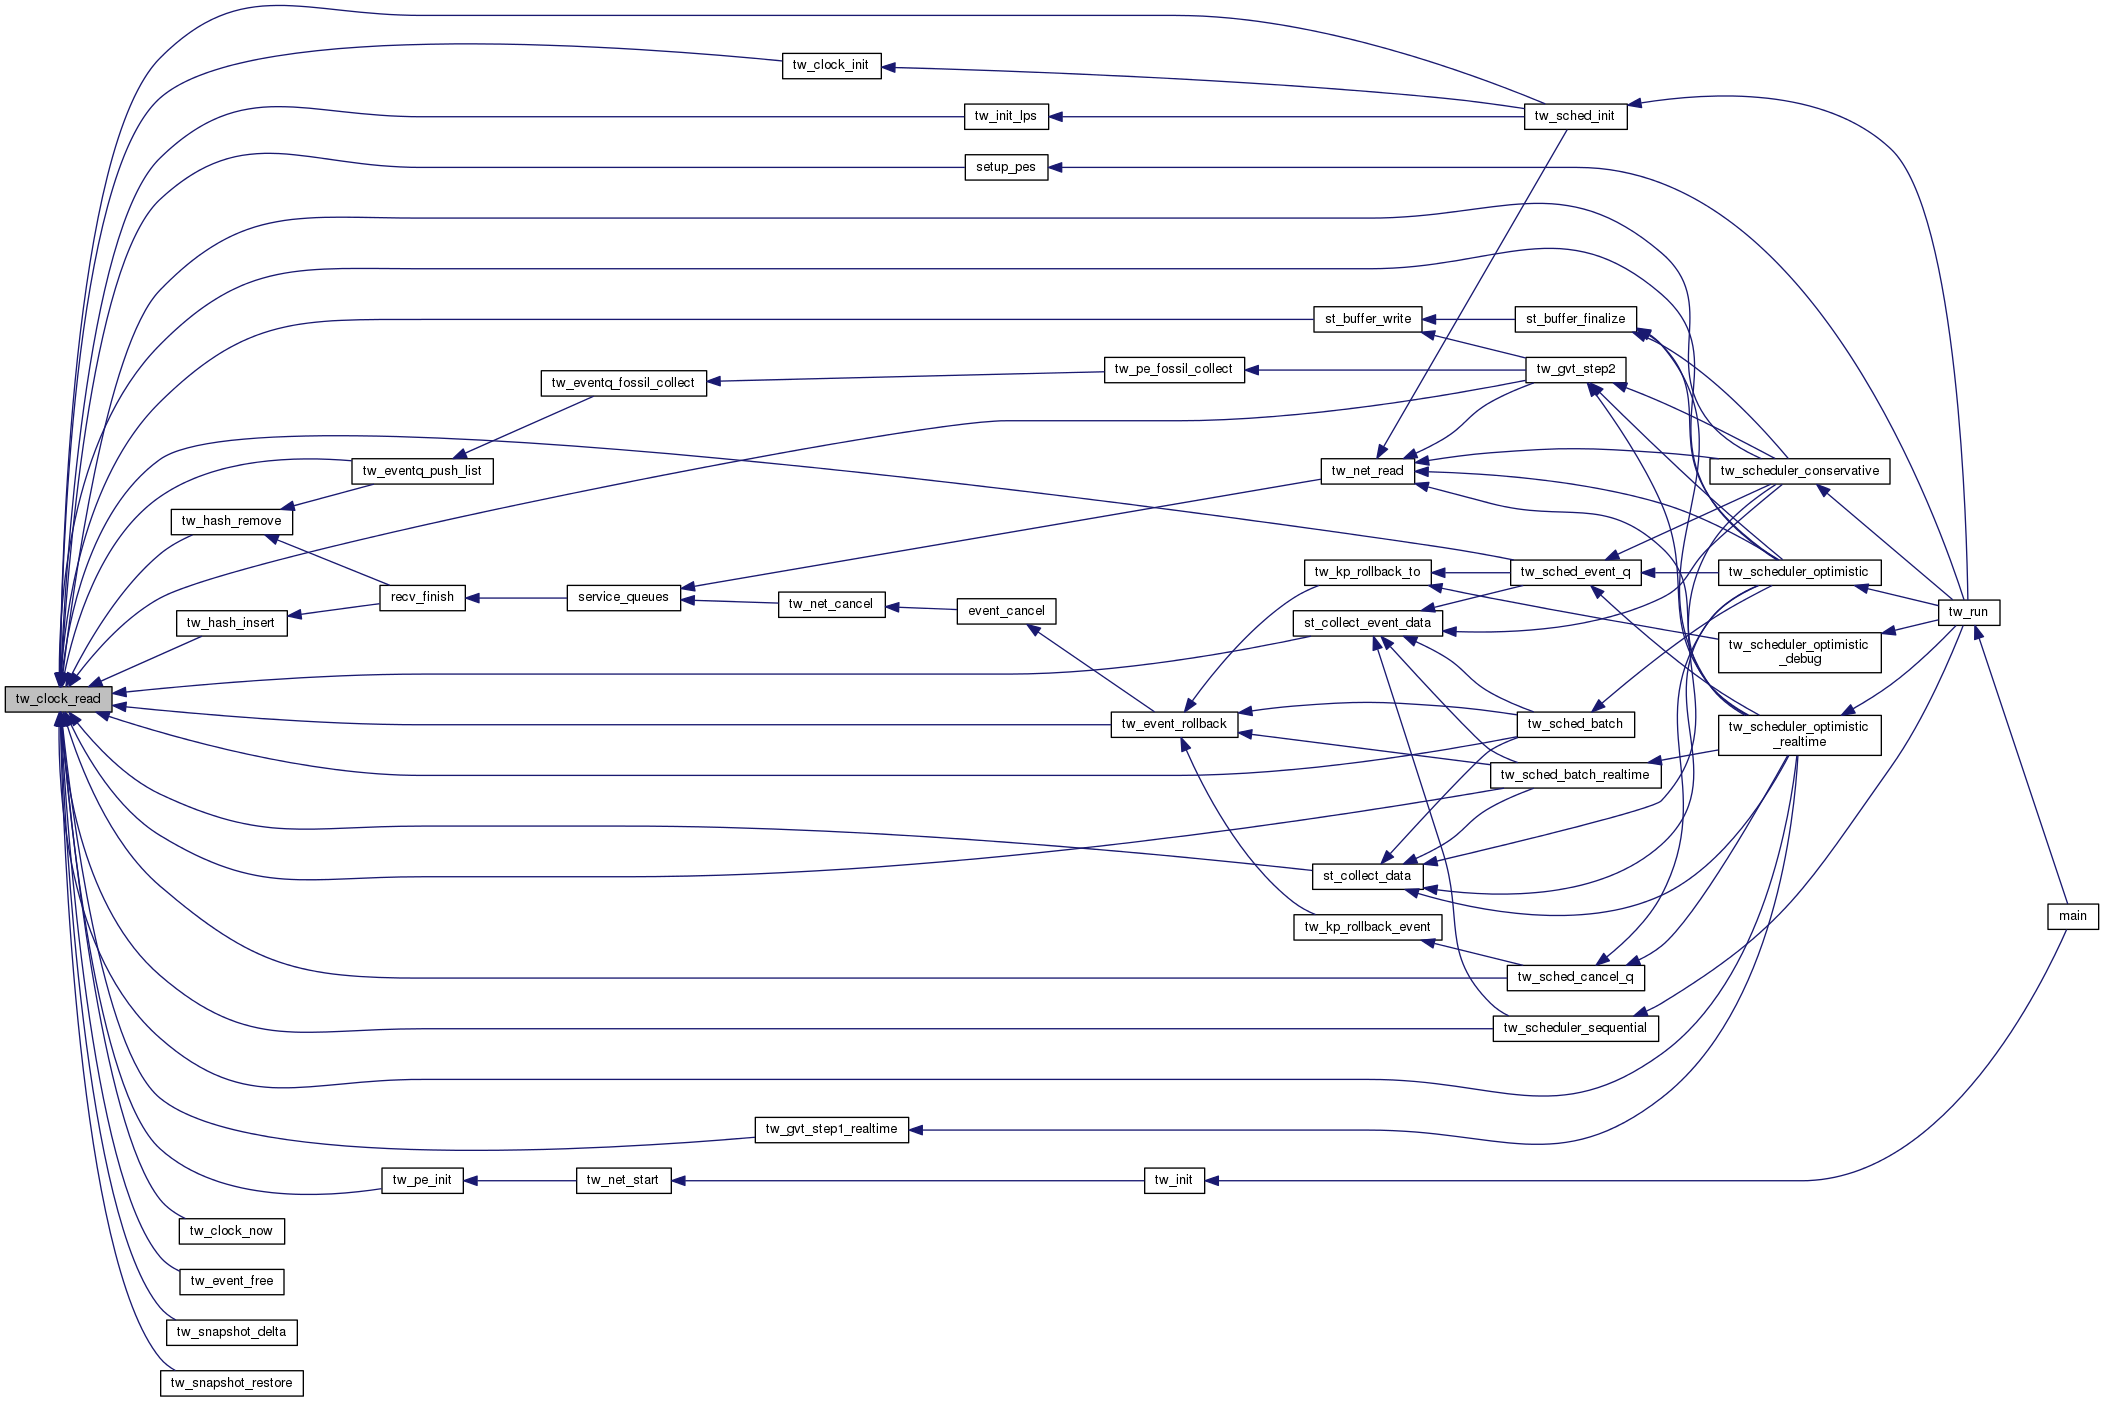 tw_clock_init
tw_init_lps
tw_sched_init
setup_pes
st_buffer_write
st_buffer_finalize
tw_eventq_fossil_collect
tw_pe_fossil_collect
tw_gvt_step2
tw_eventq_push_list
tw_net_read
tw_scheduler_conservative
tw_hash_remove
tw_kp_rollback_to
tw_sched_event_q
tw_scheduler_optimistic
recv_finish
service_queues
tw_net_cancel
event_cancel
tw_run
tw_hash_insert
st_collect_event_data
tw_scheduler_optimistic
_debug
tw_clock_read
tw_event_rollback
tw_sched_batch
tw_scheduler_optimistic
_realtime
tw_sched_batch_realtime
st_collect_data
tw_kp_rollback_event
main
tw_sched_cancel_q
tw_scheduler_sequential
tw_gvt_step1_realtime
tw_pe_init
tw_net_start
tw_init
tw_clock_now
tw_event_free
tw_snapshot_delta
tw_snapshot_restore